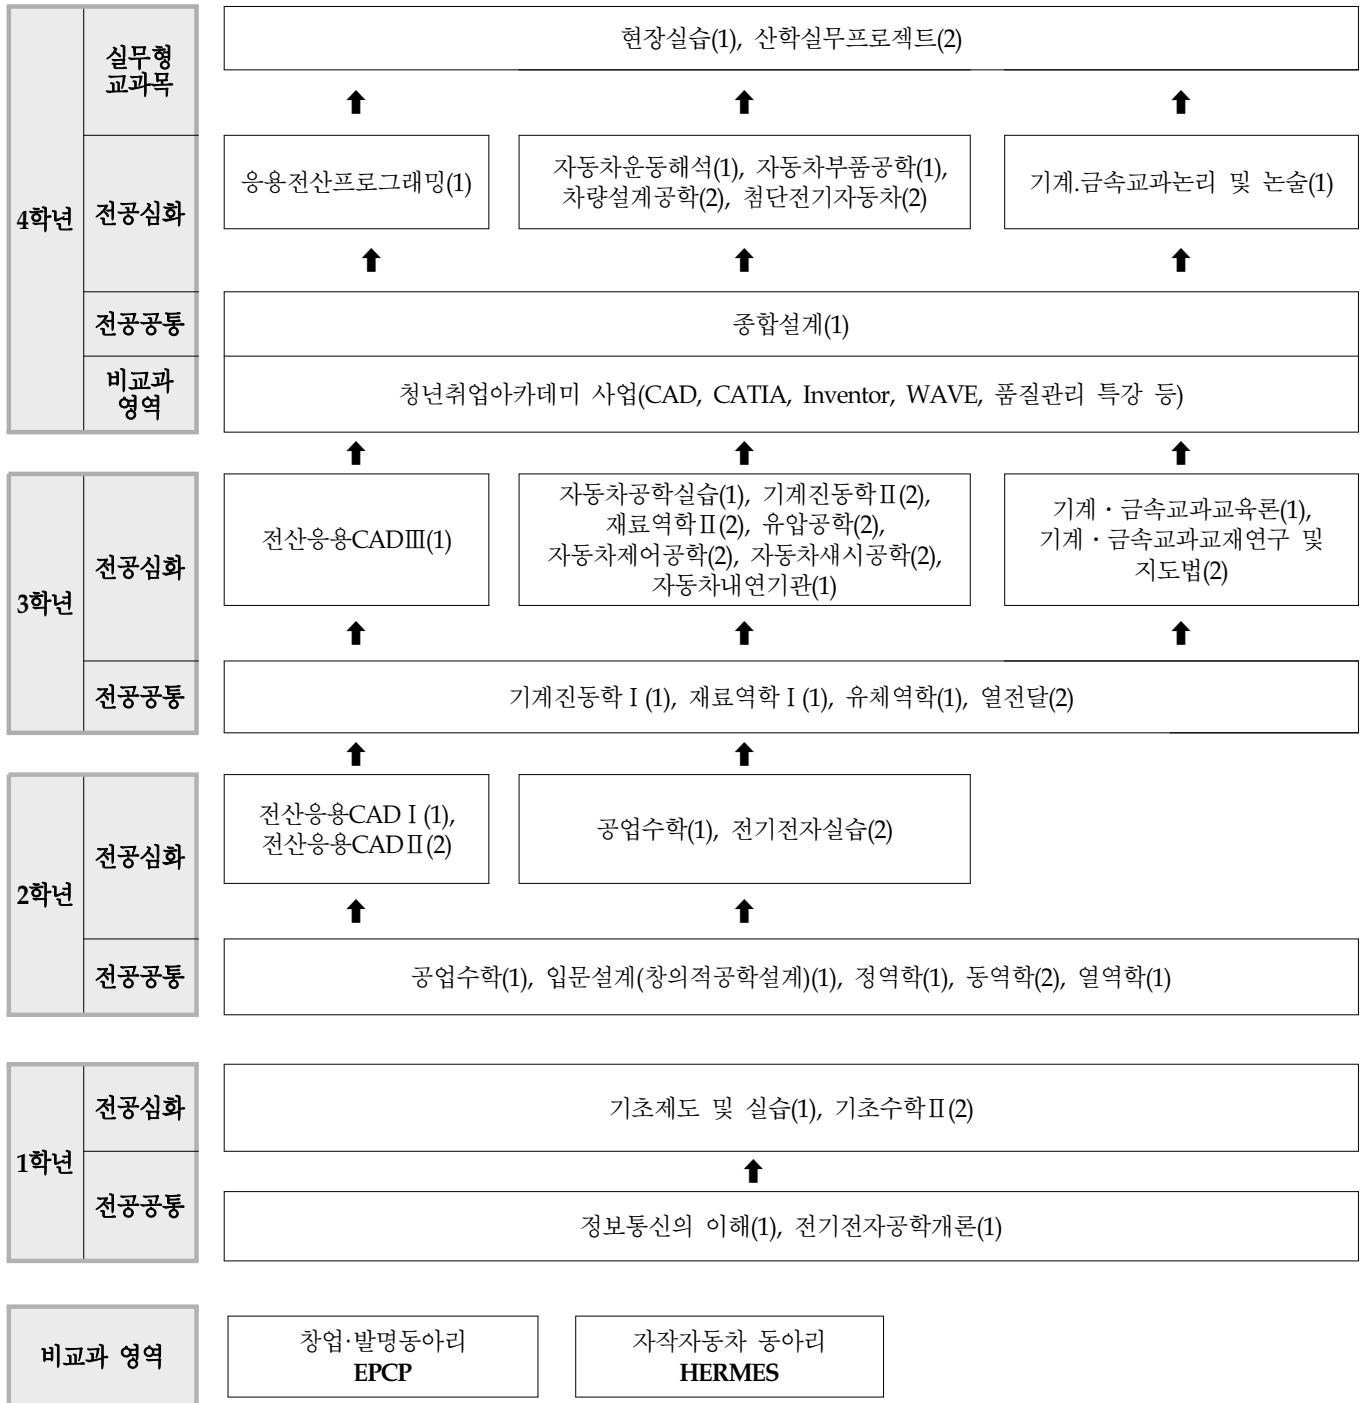 4학년
실무형
교과목
현장실습(1), 산학실무프로젝트(2)
전공심화
응용전산프로그래밍(1)
자동차운동해석(1), 자동차부품공학(1),
차량설계공학(2), 첨단전기자동차(2)
기계.금속교과논리 및 논술(1)
전공공통
종합설계(1)
비교과
영역
청년취업아카데미 사업(CAD, CATIA, Inventor, WAVE, 품질관리 특강 등)
3학년
전공심화
전산응용CADⅢ(1)
자동차공학실습(1), 기계진동학Ⅱ(2),
재료역학Ⅱ(2), 유압공학(2),
자동차제어공학(2), 자동차섀시공학(2),
자동차내연기관(1)
기계・금속교과교육론(1),
기계・금속교과교재연구 및
지도법(2)
전공공통
기계진동학Ⅰ(1), 재료역학Ⅰ(1), 유체역학(1), 열전달(2)
2학년
전공심화
전산응용CADⅠ(1),
전산응용CADⅡ(2)
공업수학(1), 전기전자실습(2)
전공공통
공업수학(1), 입문설계(창의적공학설계)(1), 정역학(1), 동역학(2), 열역학(1)
1학년
전공심화
기초제도 및 실습(1), 기초수학Ⅱ(2)
전공공통
정보통신의 이해(1), 전기전자공학개론(1)
비교과 영역
창업·발명동아리
EPCP
자작자동차 동아리
HERMES